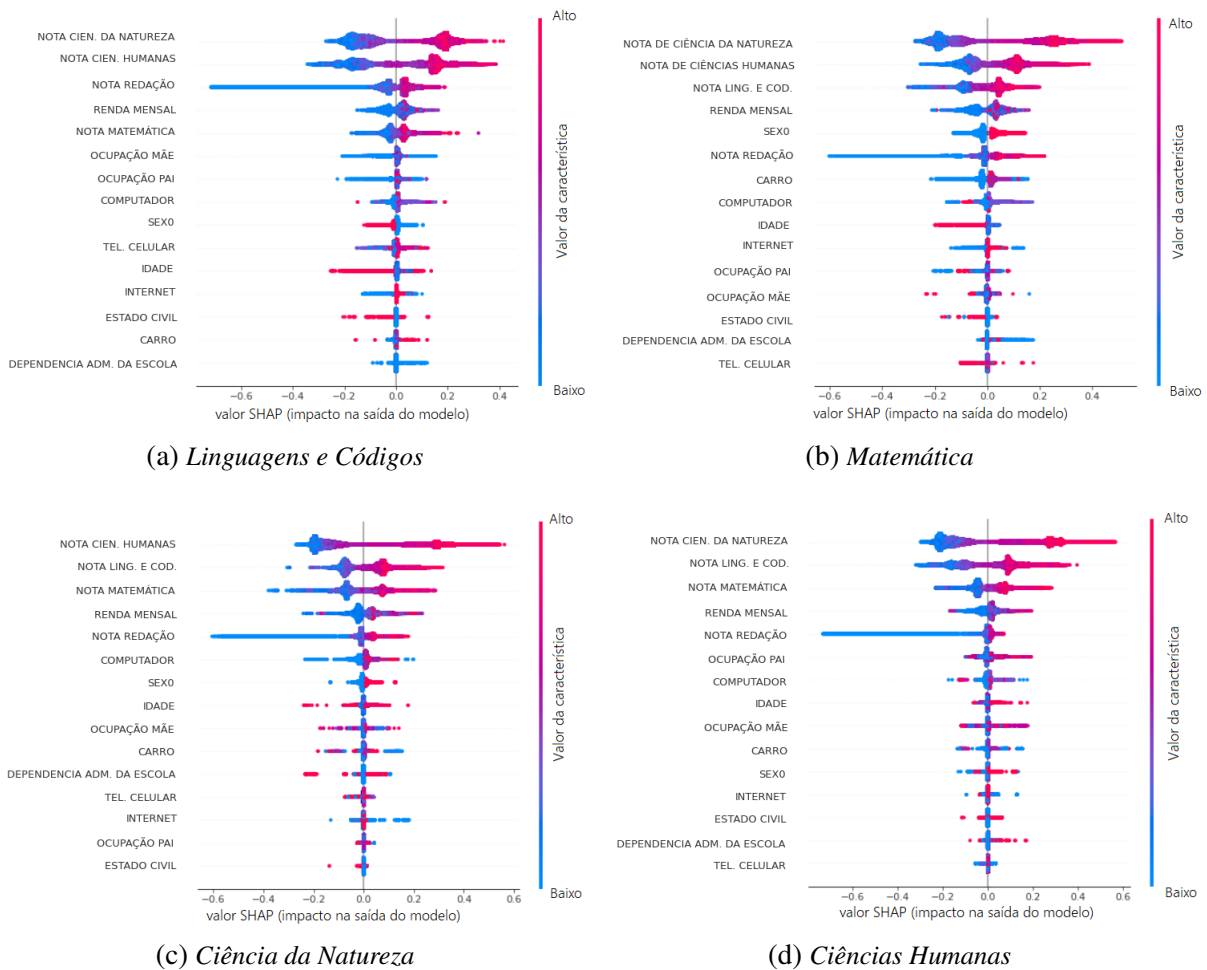 Alto
NOTA CIEN. DA NATUREZA
NOTA CIEN. HUMANAS
NOTA REDAÇÃO
RENDA MENSAL
NOTA MATEMÁTICA
OCUPAÇÃO MÃE
OCUPAÇÃO PAI
COMPUTADOR
SEX0
TEL. CELULAR
IDADE
INTERNET
ESTADO CIVIL
CARRO
DEPENDENCIA ADM. DA ESCOLA
Valor da característica
Baixo
−0.6 −0.4 −0.2 0.0 0.2 0.4
valor SHAP (impacto na saída do modelo)
(a) Linguagens e Códigos
Alto
NOTA DE CIÊNCIA DA NATUREZA
NOTA DE CIÊNCIAS HUMANAS
NOTA LING. E COD.
RENDA MENSAL
SEX0
NOTA REDAÇÃO
CARRO
COMPUTADOR
IDADE
INTERNET
OCUPAÇÃO PAI
OCUPAÇÃO MÃE
ESTADO CIVIL
DEPENDENCIA ADM. DA ESCOLA
TEL. CELULAR
Valor da característica
Baixo
−0.6 −0.4 −0.2 0.0 0.2 0.4
valor SHAP (impacto na saída do modelo)
(b) Matemática
Alto
NOTA CIEN. HUMANAS
NOTA LING. E COD.
NOTA MATEMÁTICA
RENDA MENSAL
NOTA REDAÇÃO
COMPUTADOR
SEX0
IDADE
OCUPAÇÃO MÃE
CARRO
DEPENDENCIA ADM. DA ESCOLA
TEL. CELULAR
INTERNET
OCUPAÇÃO PAI
ESTADO CIVIL
Valor da característica
Baixo
−0.6 −0.4 −0.2 0.0 0.2 0.4 0.6
valor SHAP (impacto na saída do modelo)
(c) Ciência da Natureza
Alto
NOTA CIEN. DA NATUREZA
NOTA LING. E COD.
NOTA MATEMÁTICA
RENDA MENSAL
NOTA REDAÇÃO
OCUPAÇÃO PAI
COMPUTADOR
IDADE
OCUPAÇÃO MÃE
CARRO
SEX0
INTERNET
ESTADO CIVIL
DEPENDENCIA ADM. DA ESCOLA
TEL. CELULAR
Valor da característica
Baixo
−0.6 −0.4 −0.2 0.0 0.2 0.4 0.6
valor SHAP (impacto na saída do modelo)
(d) Ciências Humanas